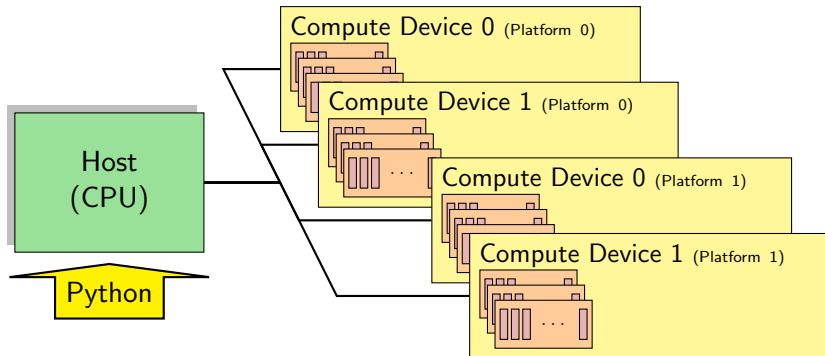 Compute Device 0 (Platform 0)
Compute Device 1 (Platform 0)
Host
(CPU)
· · ·
Compute Device 0 (Platform 1)
Compute Device 1 (Platform 1)
Python
· · ·